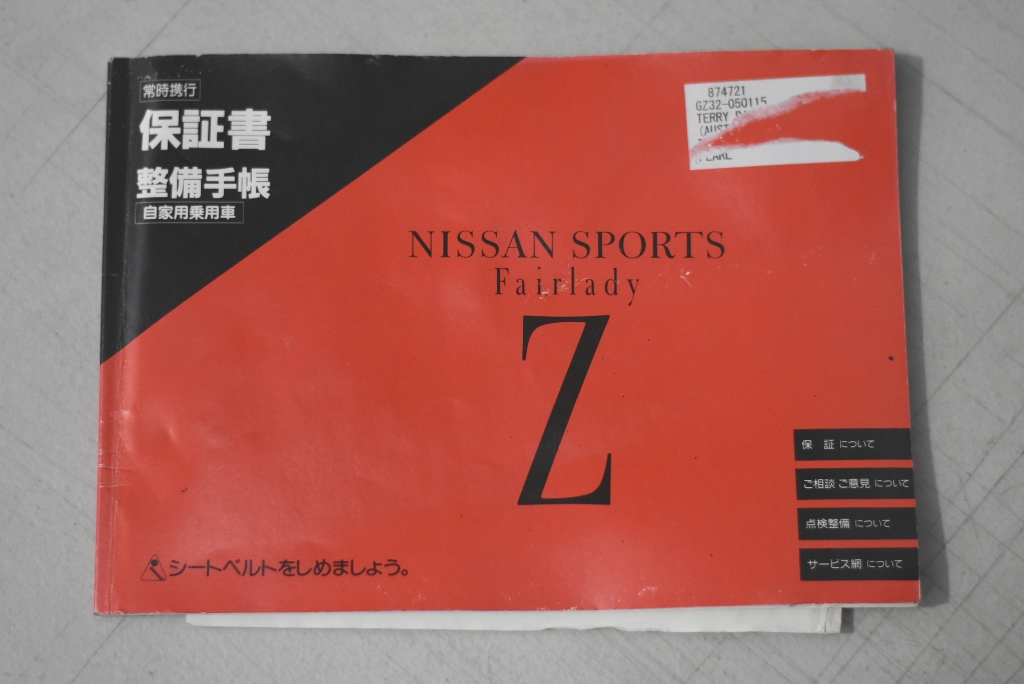 常時携行
保証書
整備手帳
自家用乗用車
874721
GZ32-050115
TERRY
(AUST
NISSAN SPORTS
Fairlady
Z
保 証 について
ご相談 ご意見 について
点検整備 について
サービス網 について
シートベルトをしめましょう。